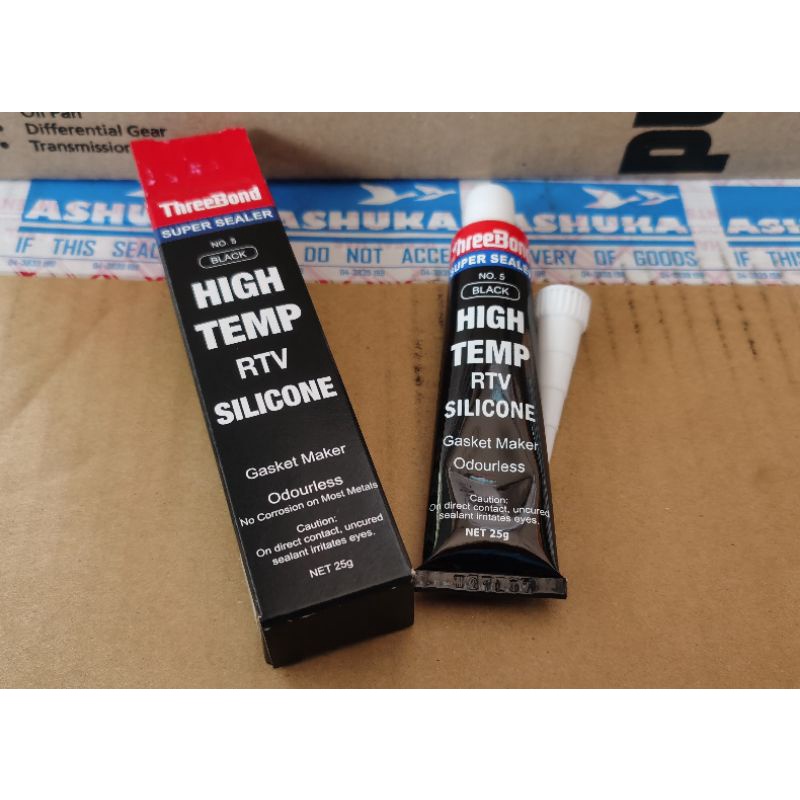 Oil Pan
• Differential Gear
• Transmission
ASHUKA
ASHUKA
ASHUKA
ASHUKA
IF THIS SEAL
DO NOT ACCE
VERY OF GOODS
IF THIS
ThreeBond
SUPER SEALER
NO. 5
BLACK
HIGH
TEMP
RTV
SILICONE
Gasket Maker
Odourless
No Corrosion on Most Metals
Caution:
On direct contact, uncured
sealant irritates eyes.
NET 25g
ThreeBond
SUPER SEALER
NO. 5
BLACK
HIGH
TEMP
RTV
SILICONE
Gasket Maker
Odourless
Caution:
On direct contact, uncured
sealant irritates eyes.
NET 25g